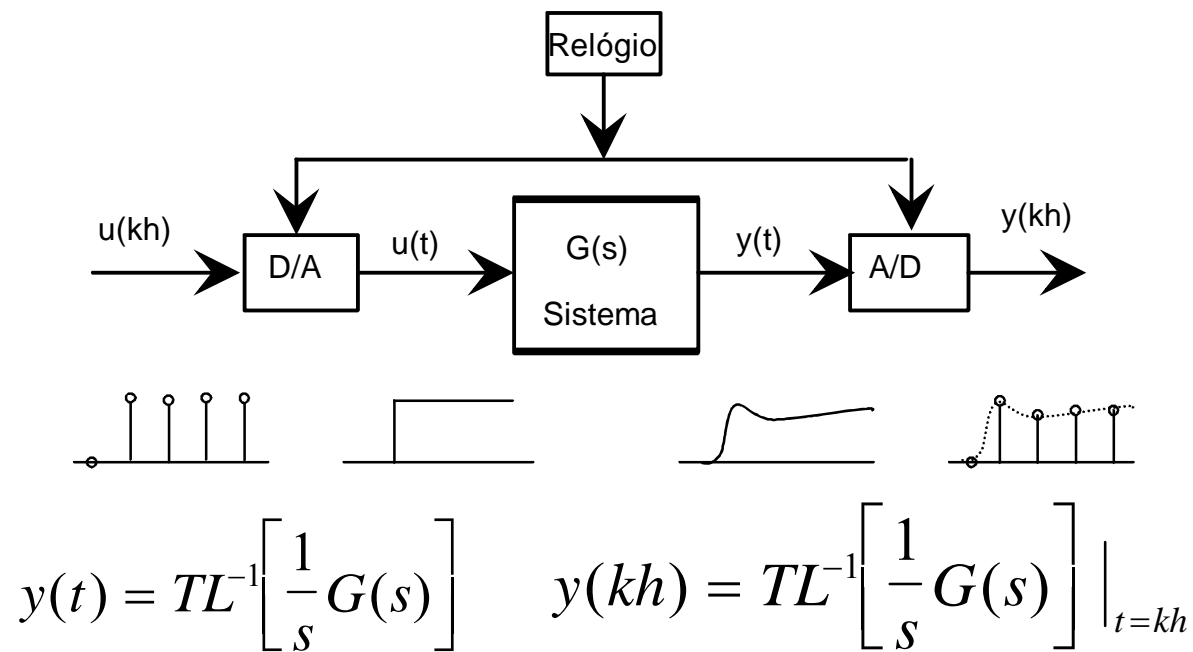 Relógio
u(kh)
D/A
u(t)
G(s)
Sistema
y(t)
A/D
y(kh)
y(t) = TL⁻¹[1/s G(s)]
y(kh) = TL⁻¹[1/s G(s)]|t=kh